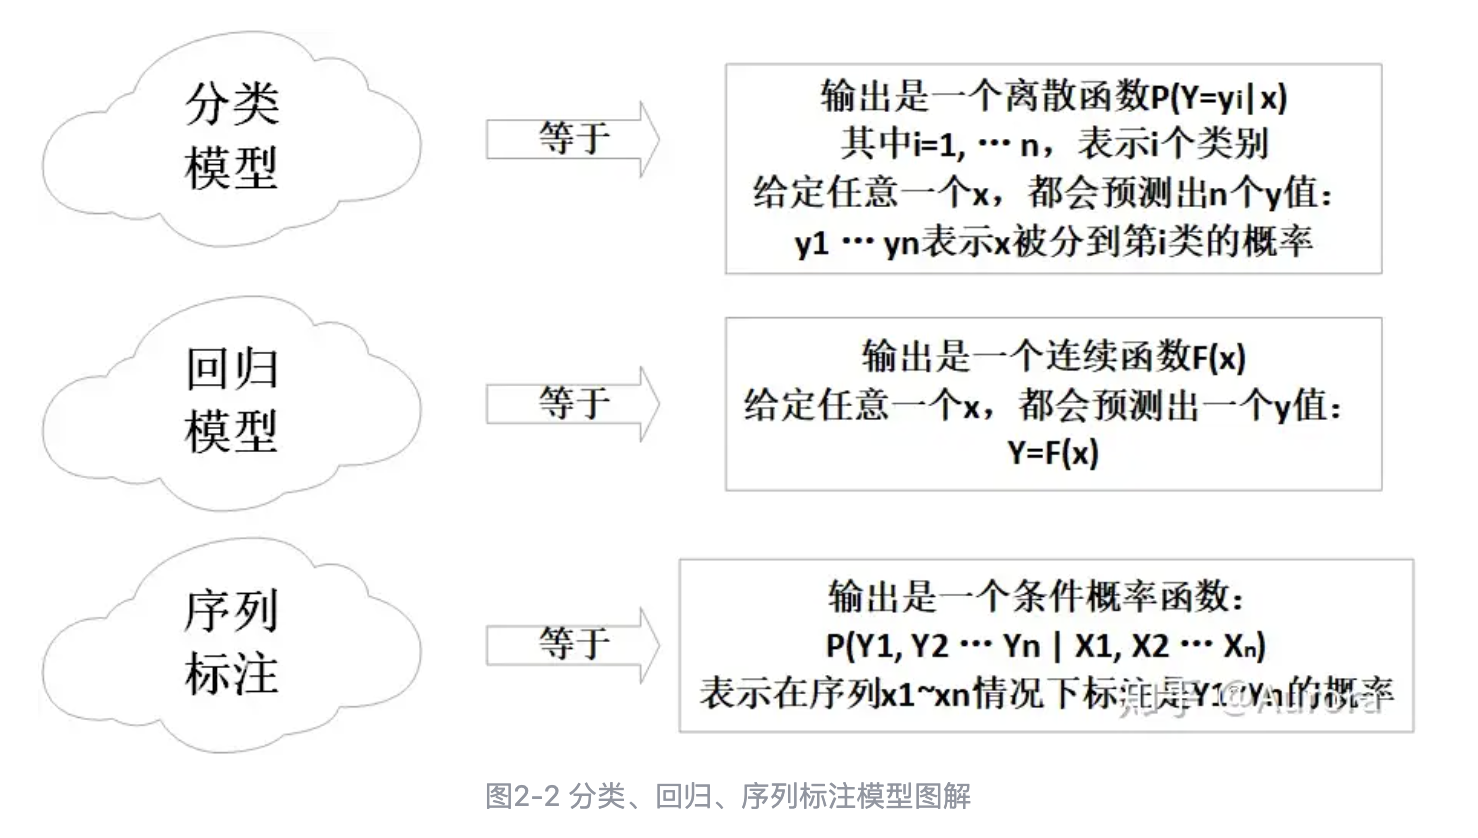 分类
模型
等于
输出是一个离散函数P(Y=yi|x)
其中i=1, … n，表示i个类别
给定任意一个x，都会预测出n个y值：
y1 … yn表示x被分到第i类的概率
回归
模型
等于
输出是一个连续函数F(x)
给定任意一个x，都会预测出一个y值：
Y=F(x)
序列
标注
等于
输出是一个条件概率函数：
P(Y1, Y2 … Yn | X1, X2 … Xn)
表示在序列x1~xn情况下标注是Y1~Yn的概率
知乎 @Aurora
图2-2 分类、回归、序列标注模型图解